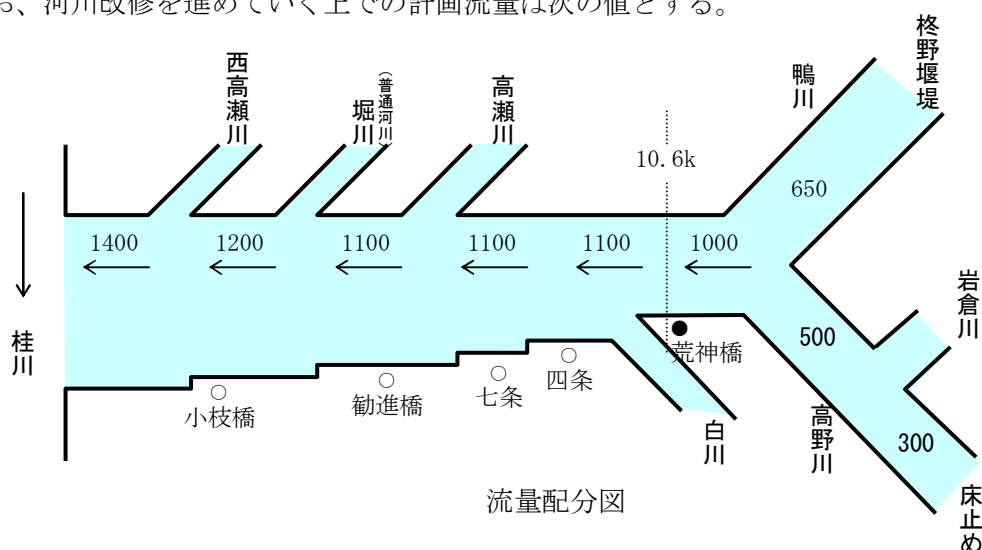 お、河川改修を進めていく上での計画流量は次の値とする。
柊野堰堤
鴨川
西高瀬川
堀川
（普通河川）
高瀬川
10.6k
650
1400
1200
1100
1100
1100
1000
桂川
岩倉川
500
荒神橋
四条
七条
勧進橋
小枝橋
白川
高野川
300
流量配分図
床止め